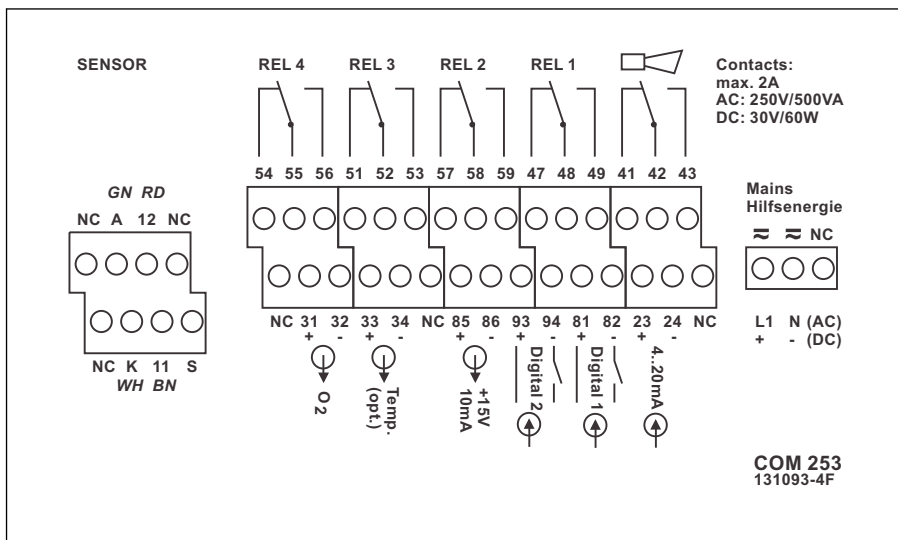 SENSOR REL 4 REL 3 REL 2 REL 1
Contacts:
max. 2A
AC: 250V/500VA
DC: 30V/60W
54 55 56 51 52 53 57 58 59 47 48 49 41 42 43
GN RD
NC A 12 NC
Mains
Hilfsenergie
≂ ≂ NC
NC 31 32 33 34 NC 85 86 93 94 81 82 23 24 NC
+ - + - + - + - + - + -
O2
Temp.
(opt.)
+15V
10mA
Digital 2
Digital 1
4..20mA
L1 N (AC)
+ - (DC)
NC K 11 S
WH BN
COM 253
131093-4F